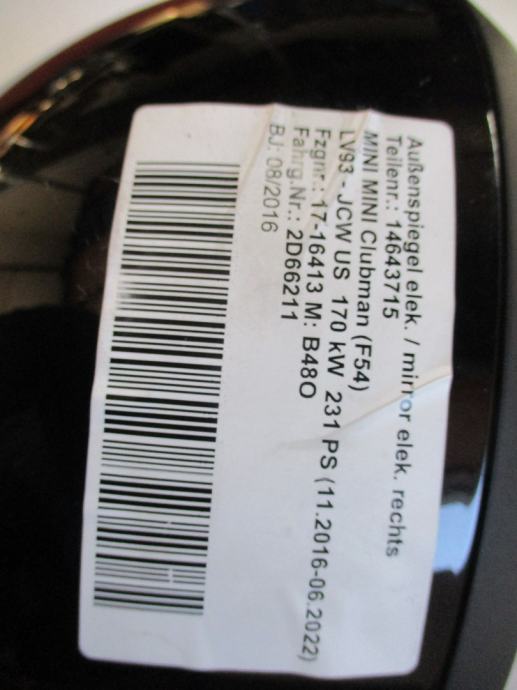 Außenspiegel elek. / mirror elek. rechts
Teilenr.: 14643715
MINI MINI Clubman (F54)
LV93 - JCW US 170 kW 231 PS (11.2016-06.2022)
Fzgnr.: 17-16413 M: B48O
Fahrg.Nr.: 2D66211
BJ: 08/2016